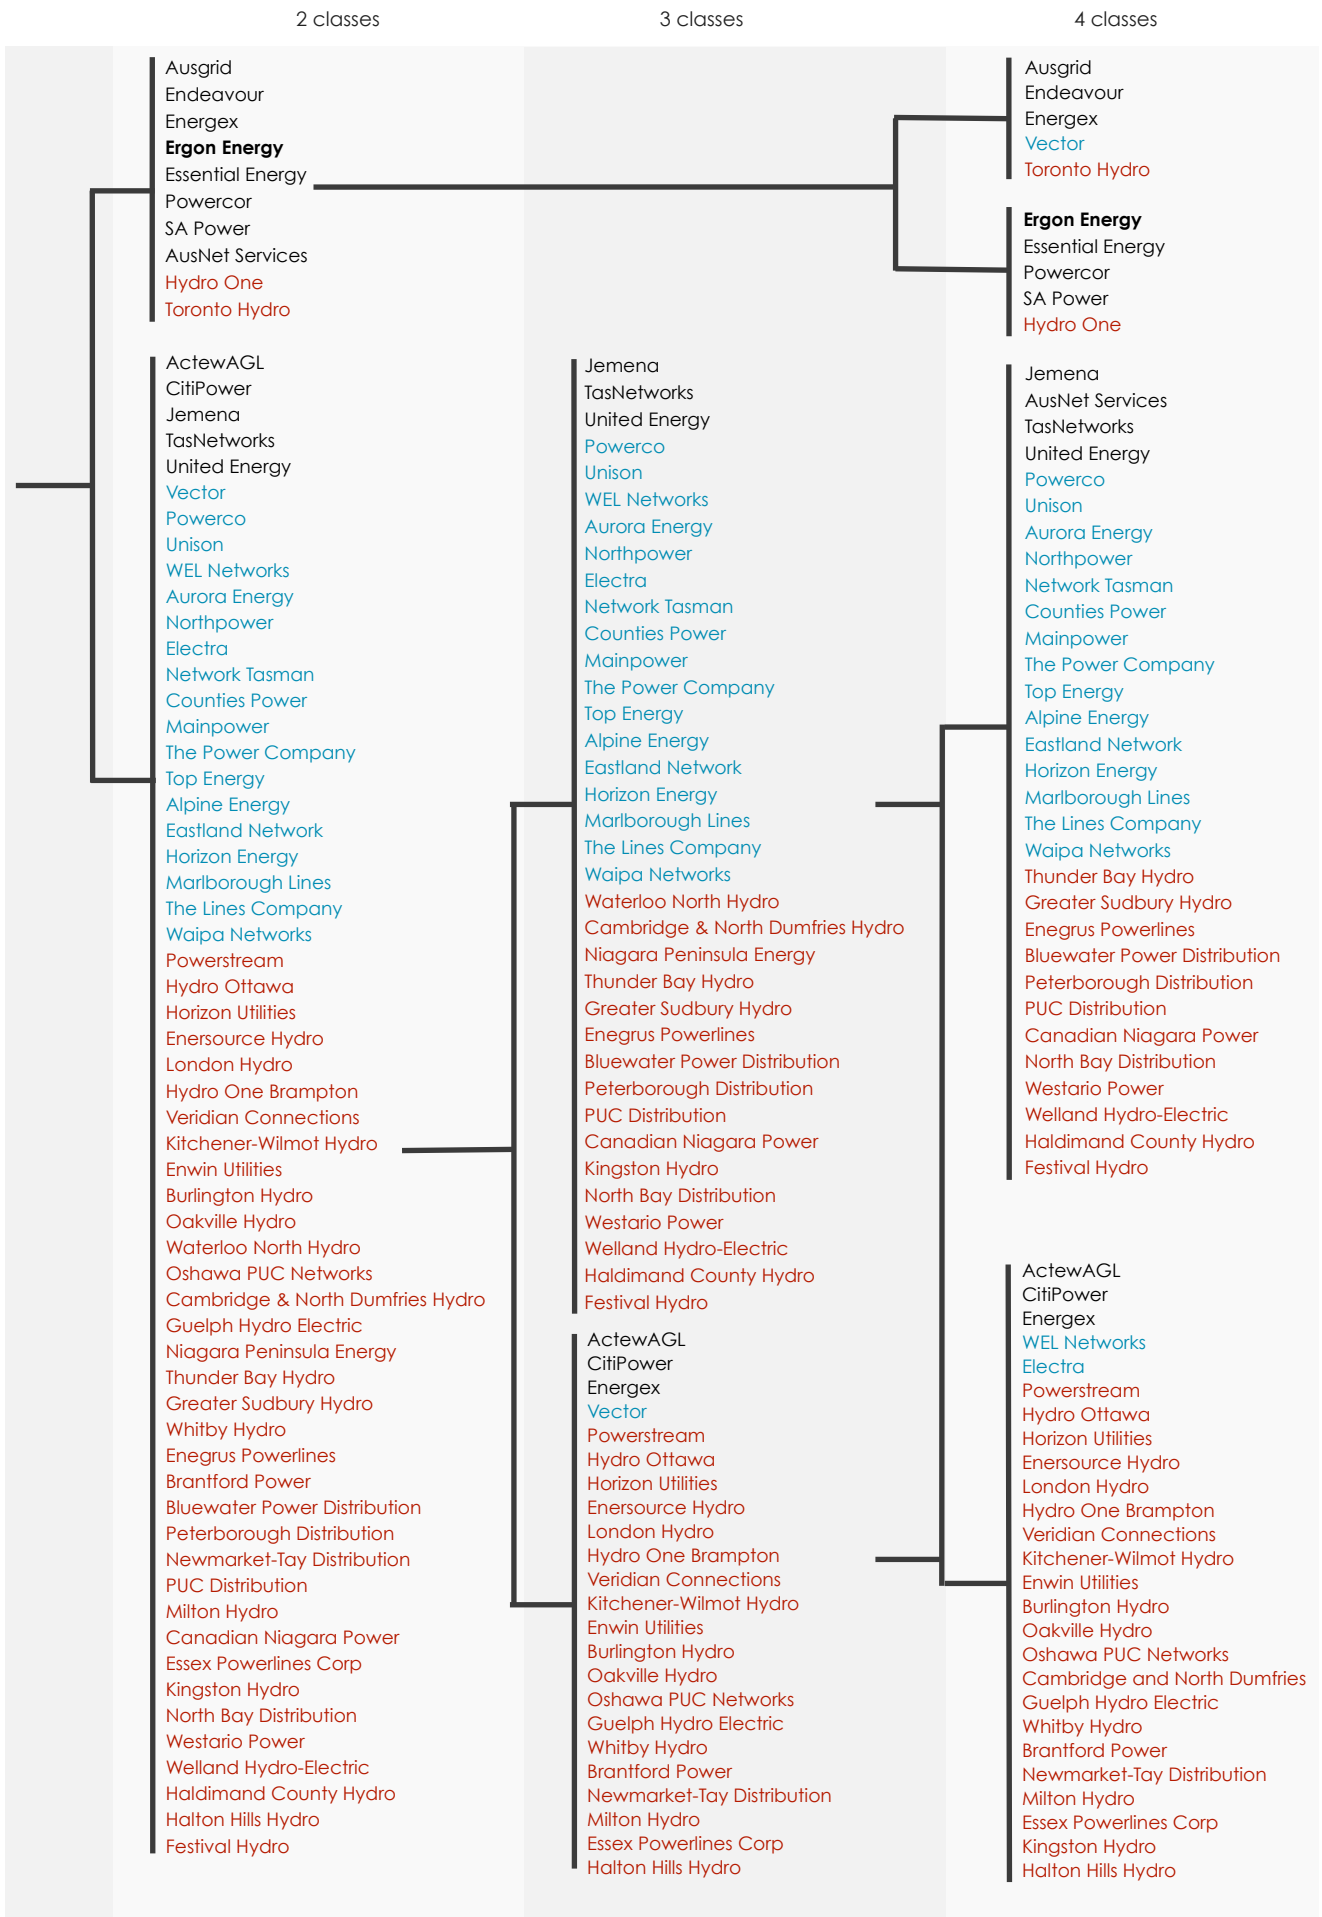 2 classes
3 classes
4 classes
Ausgrid
Endeavour
Energex
Ergon Energy
Essential Energy
Powercor
SA Power
AusNet Services
Hydro One
Toronto Hydro
ActewAGL
CitiPower
Jemena
TasNetworks
United Energy
Vector
Powerco
Unison
WEL Networks
Aurora Energy
Northpower
Electra
Network Tasman
Counties Power
Mainpower
The Power Company
Top Energy
Alpine Energy
Eastland Network
Horizon Energy
Marlborough Lines
The Lines Company
Waipa Networks
Powerstream
Hydro Ottawa
Horizon Utilities
Enersource Hydro
London Hydro
Hydro One Brampton
Veridian Connections
Kitchener-Wilmot Hydro
Enwin Utilities
Burlington Hydro
Oakville Hydro
Waterloo North Hydro
Oshawa PUC Networks
Cambridge & North Dumfries Hydro
Guelph Hydro Electric
Niagara Peninsula Energy
Thunder Bay Hydro
Greater Sudbury Hydro
Whitby Hydro
Enegrus Powerlines
Brantford Power
Bluewater Power Distribution
Peterborough Distribution
Newmarket-Tay Distribution
PUC Distribution
Milton Hydro
Canadian Niagara Power
Essex Powerlines Corp
Kingston Hydro
North Bay Distribution
Westario Power
Welland Hydro-Electric
Haldimand County Hydro
Halton Hills Hydro
Festival Hydro
Jemena
TasNetworks
United Energy
Powerco
Unison
WEL Networks
Aurora Energy
Northpower
Electra
Network Tasman
Counties Power
Mainpower
The Power Company
Top Energy
Alpine Energy
Eastland Network
Horizon Energy
Marlborough Lines
The Lines Company
Waipa Networks
Waterloo North Hydro
Cambridge & North Dumfries Hydro
Niagara Peninsula Energy
Thunder Bay Hydro
Greater Sudbury Hydro
Enegrus Powerlines
Bluewater Power Distribution
Peterborough Distribution
PUC Distribution
Canadian Niagara Power
Kingston Hydro
North Bay Distribution
Westario Power
Welland Hydro-Electric
Haldimand County Hydro
Festival Hydro
ActewAGL
CitiPower
Energex
Vector
Powerstream
Hydro Ottawa
Horizon Utilities
Enersource Hydro
London Hydro
Hydro One Brampton
Veridian Connections
Kitchener-Wilmot Hydro
Enwin Utilities
Burlington Hydro
Oakville Hydro
Oshawa PUC Networks
Guelph Hydro Electric
Whitby Hydro
Brantford Power
Newmarket-Tay Distribution
Milton Hydro
Essex Powerlines Corp
Halton Hills Hydro
Ausgrid
Endeavour
Energex
Vector
Toronto Hydro
Ergon Energy
Essential Energy
Powercor
SA Power
Hydro One
Jemena
AusNet Services
TasNetworks
United Energy
Powerco
Unison
Aurora Energy
Northpower
Network Tasman
Counties Power
Mainpower
The Power Company
Top Energy
Alpine Energy
Eastland Network
Horizon Energy
Marlborough Lines
The Lines Company
Waipa Networks
Thunder Bay Hydro
Greater Sudbury Hydro
Enegrus Powerlines
Bluewater Power Distribution
Peterborough Distribution
PUC Distribution
Canadian Niagara Power
North Bay Distribution
Westario Power
Welland Hydro-Electric
Haldimand County Hydro
Festival Hydro
ActewAGL
CitiPower
Energex
WEL Networks
Electra
Powerstream
Hydro Ottawa
Horizon Utilities
Enersource Hydro
London Hydro
Hydro One Brampton
Veridian Connections
Kitchener-Wilmot Hydro
Enwin Utilities
Burlington Hydro
Oakville Hydro
Oshawa PUC Networks
Cambridge and North Dumfries
Guelph Hydro Electric
Whitby Hydro
Brantford Power
Newmarket-Tay Distribution
Milton Hydro
Essex Powerlines Corp
Kingston Hydro
Halton Hills Hydro